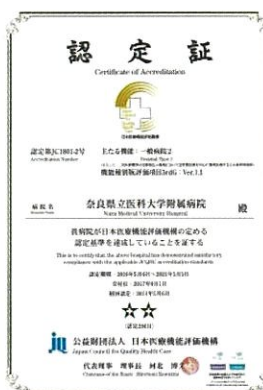 認定証
Certificate of Accreditation
日本医療機能評価機構
認定第JC1801-2号
Accreditation Number
主たる機能：一般病院2
機能種別版評価項目3rdG：Ver.1.1
病院名
Hospital Name
奈良県立医科大学附属病院
殿
Nara Medical University Hospital
貴病院が日本医療機能評価機構の定める
認定基準を達成していることを証する
This is to certify that the above hospital has demonstrated satisfactory
compliance with the applicable JCQHC accreditation standards
公益財団法人 日本医療機能評価機構
Japan Council for Quality Health Care
代表理事 理事長 河北 博文